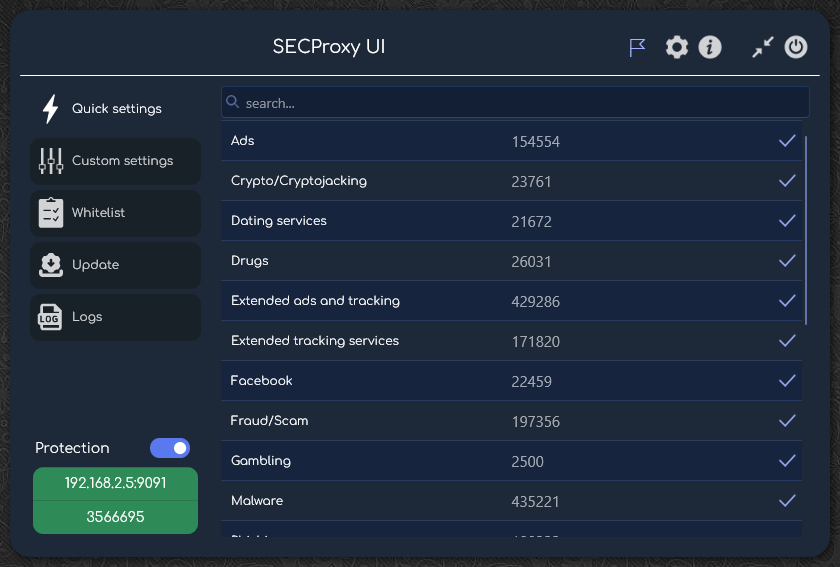 SECProxy UI
Quick settings
Custom settings
Whitelist
Update
LOG Logs
Protection
192.168.2.5:9091
3566695
search...
Ads 154554
Crypto/Cryptojacking 23761
Dating services 21672
Drugs 26031
Extended ads and tracking 429286
Extended tracking services 171820
Facebook 22459
Fraud/Scam 197356
Gambling 2500
Malware 435221